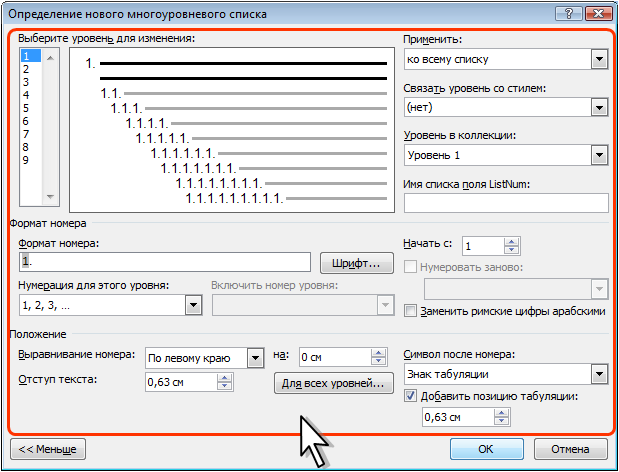 Определение нового многоуровневого списка
Выберите уровень для изменения:
1
2
3
4
5
6
7
8
9
1.
1.1.
1.1.1.
1.1.1.1.
1.1.1.1.1.
1.1.1.1.1.1.
1.1.1.1.1.1.1.
1.1.1.1.1.1.1.1.
1.1.1.1.1.1.1.1.1.
Применить:
ко всему списку
Связать уровень со стилем:
(нет)
Уровень в коллекции:
Уровень 1
Имя списка поля ListNum:
Формат номера
Формат номера:
1.
Шрифт...
Начать с:
1
Нумеровать заново:
Нумерация для этого уровня:
1, 2, 3, ...
Включить номер уровня:
Заменить римские цифры арабскими
Положение
Выравнивание номера:
По левому краю
на:
0 см
Отступ текста:
0,63 см
Для всех уровней...
Символ после номера:
Знак табуляции
Добавить позицию табуляции:
0,63 см
<< Меньше
ОК
Отмена